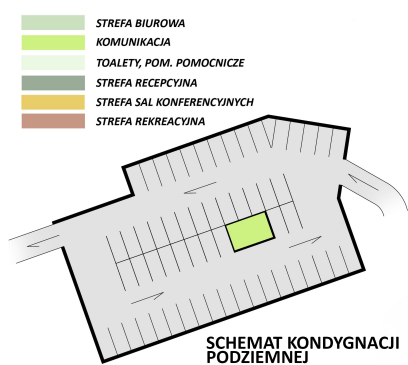 STREFA BIUROWA
KOMUNIKACJA
TOALETY, POM. POMOCNICZE
STREFA RECEPCYJNA
STREFA SAL KONFERENCYJNYCH
STREFA REKREACYJNA
SCHEMAT KONDYGNACJI
PODZIEMNEJ